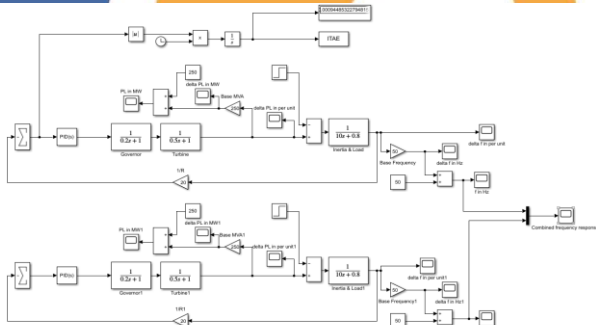 |u|
×
1
s
ITAE
250
delta PL in MW
PL in MW
Base MVA
250
delta PL in per unit
PID(s)
1
0.2s + 1
Governor
1
0.5s + 1
Turbine
1
10s + 0.8
Inertia & Load
delta f in per unit
50
Base Frequency
delta f in Hz
50
f in Hz
1/R
20
Combined frequency respons
250
delta PL in MW1
PL in MW1
Base MVA1
250
delta PL in per unit1
PID(s)
1
0.2s + 1
Governor1
1
0.5s + 1
Turbine1
1
10s + 0.8
Inertia & Load1
delta f in per unit1
50
Base Frequency1
delta f in Hz1
50
1/R1
20